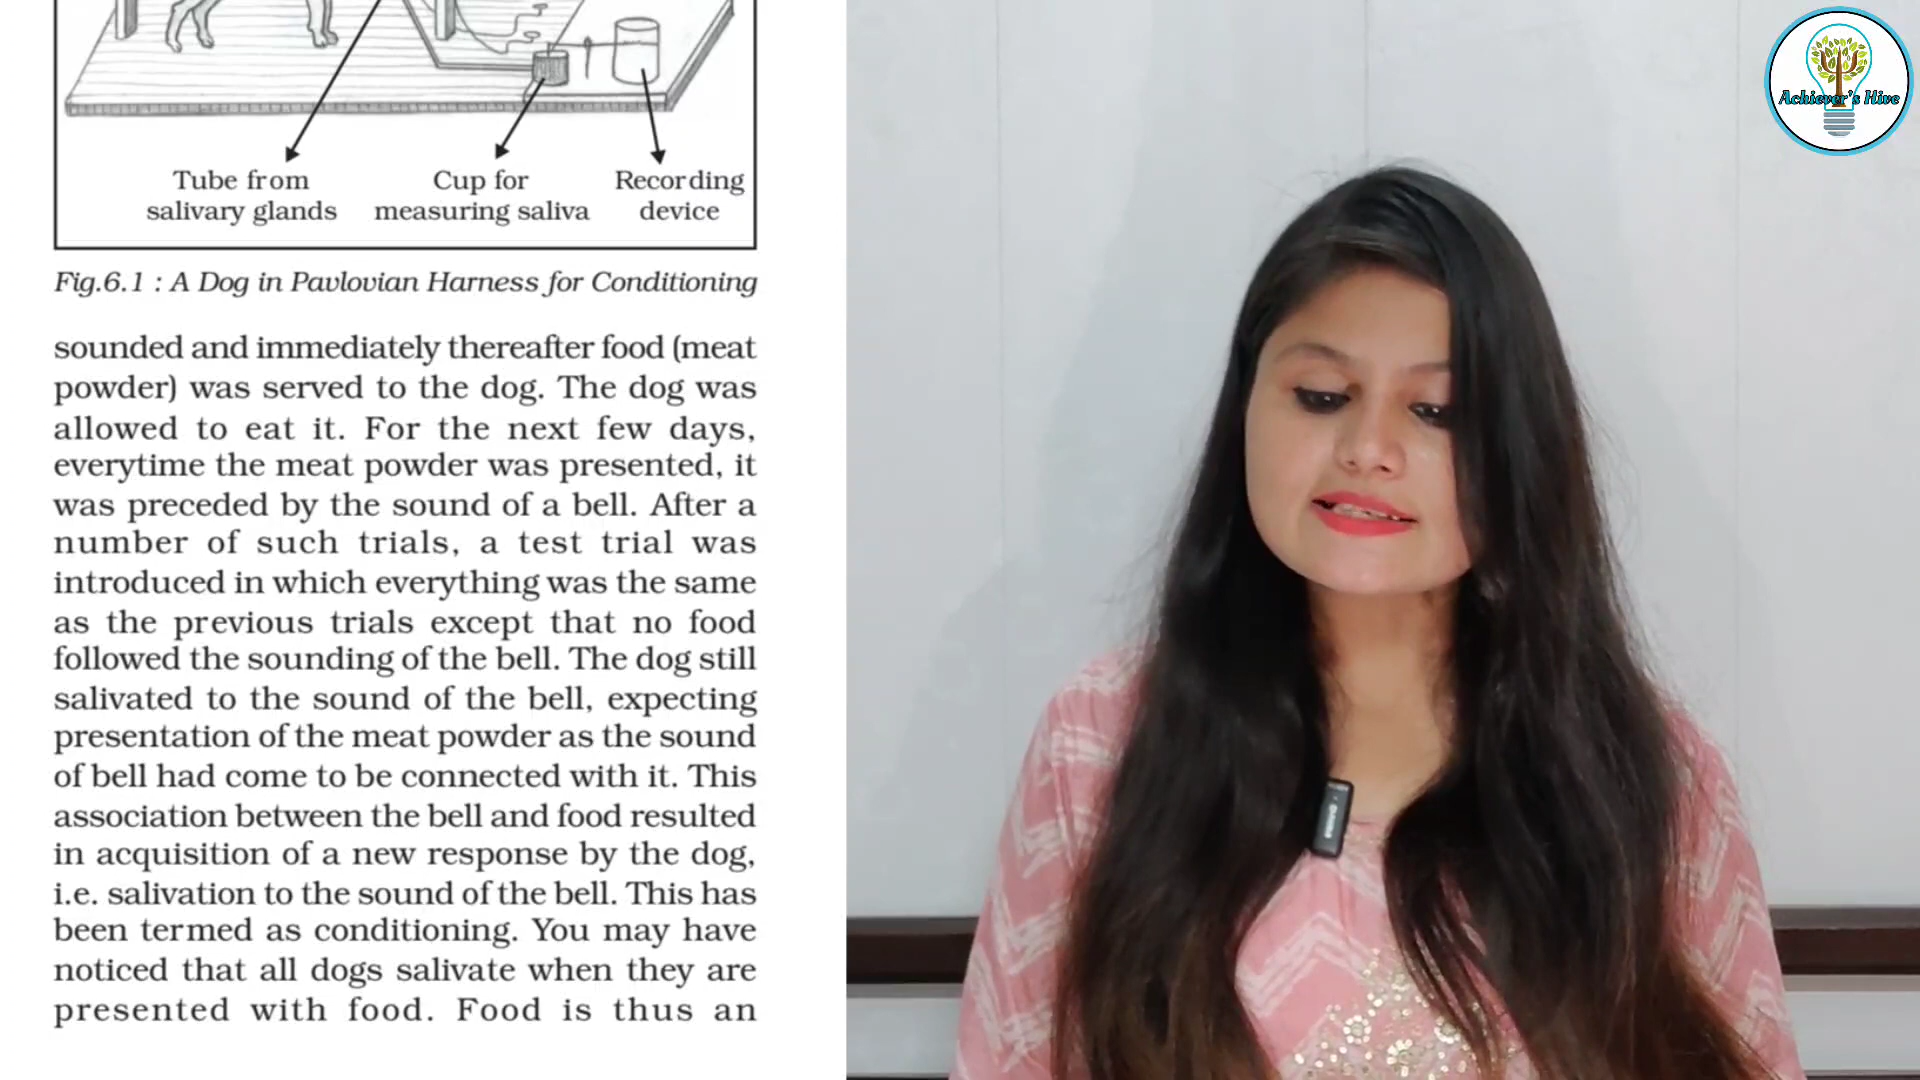 Achiever's Hive
Tube from
salivary glands
Cup for
measuring saliva
Recording
device
Fig.6.1 : A Dog in Pavlovian Harness for Conditioning
sounded and immediately thereafter food (meat
powder) was served to the dog. The dog was
allowed to eat it. For the next few days,
everytime the meat powder was presented, it
was preceded by the sound of a bell. After a
number of such trials, a test trial was
introduced in which everything was the same
as the previous trials except that no food
followed the sounding of the bell. The dog still
salivated to the sound of the bell, expecting
presentation of the meat powder as the sound
of bell had come to be connected with it. This
association between the bell and food resulted
in acquisition of a new response by the dog,
i.e. salivation to the sound of the bell. This has
been termed as conditioning. You may have
noticed that all dogs salivate when they are
presented with food. Food is thus an